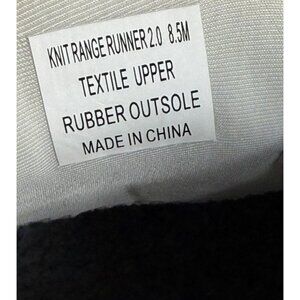 KNIT RANGE RUNNER 2.0 8.5M
TEXTILE UPPER
RUBBER OUTSOLE
MADE IN CHINA